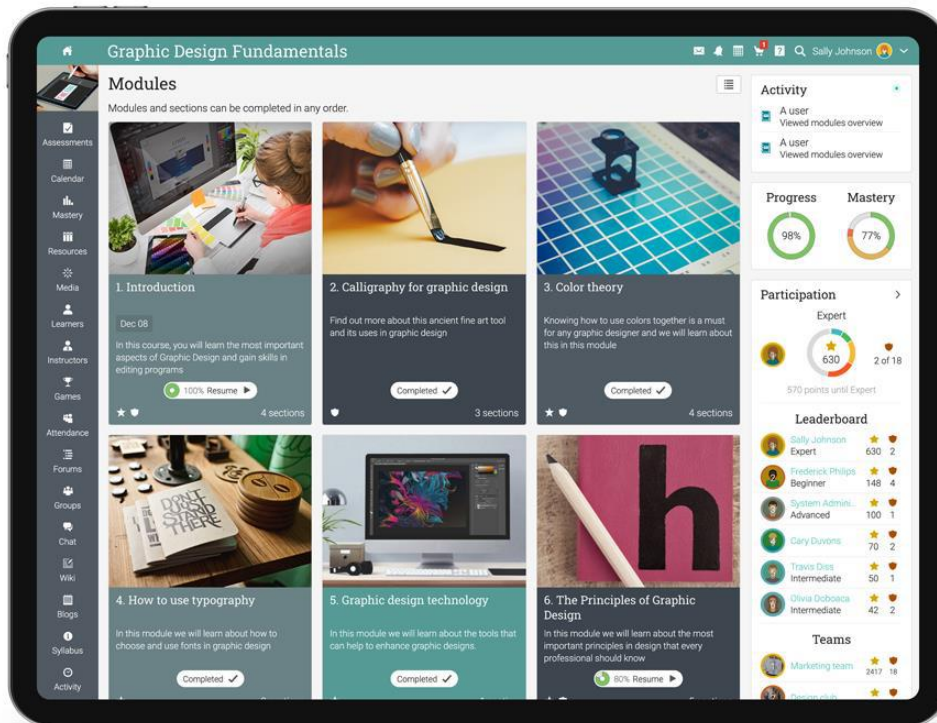 Graphic Design Fundamentals
1
?
Sally Johnson
Assessments
Calendar
Mastery
Resources
Media
Learners
Instructors
Games
Attendance
Forums
Groups
Chat
Wiki
Blogs
Syllabus
Activity
Modules
Modules and sections can be completed in any order.
1. Introduction
Dec 08
In this course, you will learn the most important
aspects of Graphic Design and gain skills in
editing programs
100% Resume
4 sections
2. Calligraphy for graphic design
Find out more about this ancient fine art tool
and its uses in graphic design
Completed
3 sections
3. Color theory
Knowing how to use colors together is a must
for any graphic designer and we will learn about
this in this module
Completed
4 sections
DON'T
JUST
STAND
THERE
4. How to use typography
In this module we will learn about how to
choose and use fonts in graphic design
Completed
5. Graphic design technology
In this module we will learn about the tools that
can help to enhance graphic designs
Completed
h
6. The Principles of Graphic
Design
In this module we will learn about the most
important principles in design that every
professional should know
80% Resume
Activity
A user
Viewed modules overview
A user
Viewed modules overview
Progress
Mastery
98%
77%
Participation
Expert
630
2 of 18
570 points until Expert
Leaderboard
Sally Johnson
Expert
630 2
Frederick Philips
Beginner
148 4
System Admini..
Advanced
100 1
Cary Duvons
70 2
Travis Diss
Intermediate
50 1
Olivia Doboaca
Intermediate
42 2
Teams
Marketing team
2417 18
Design club